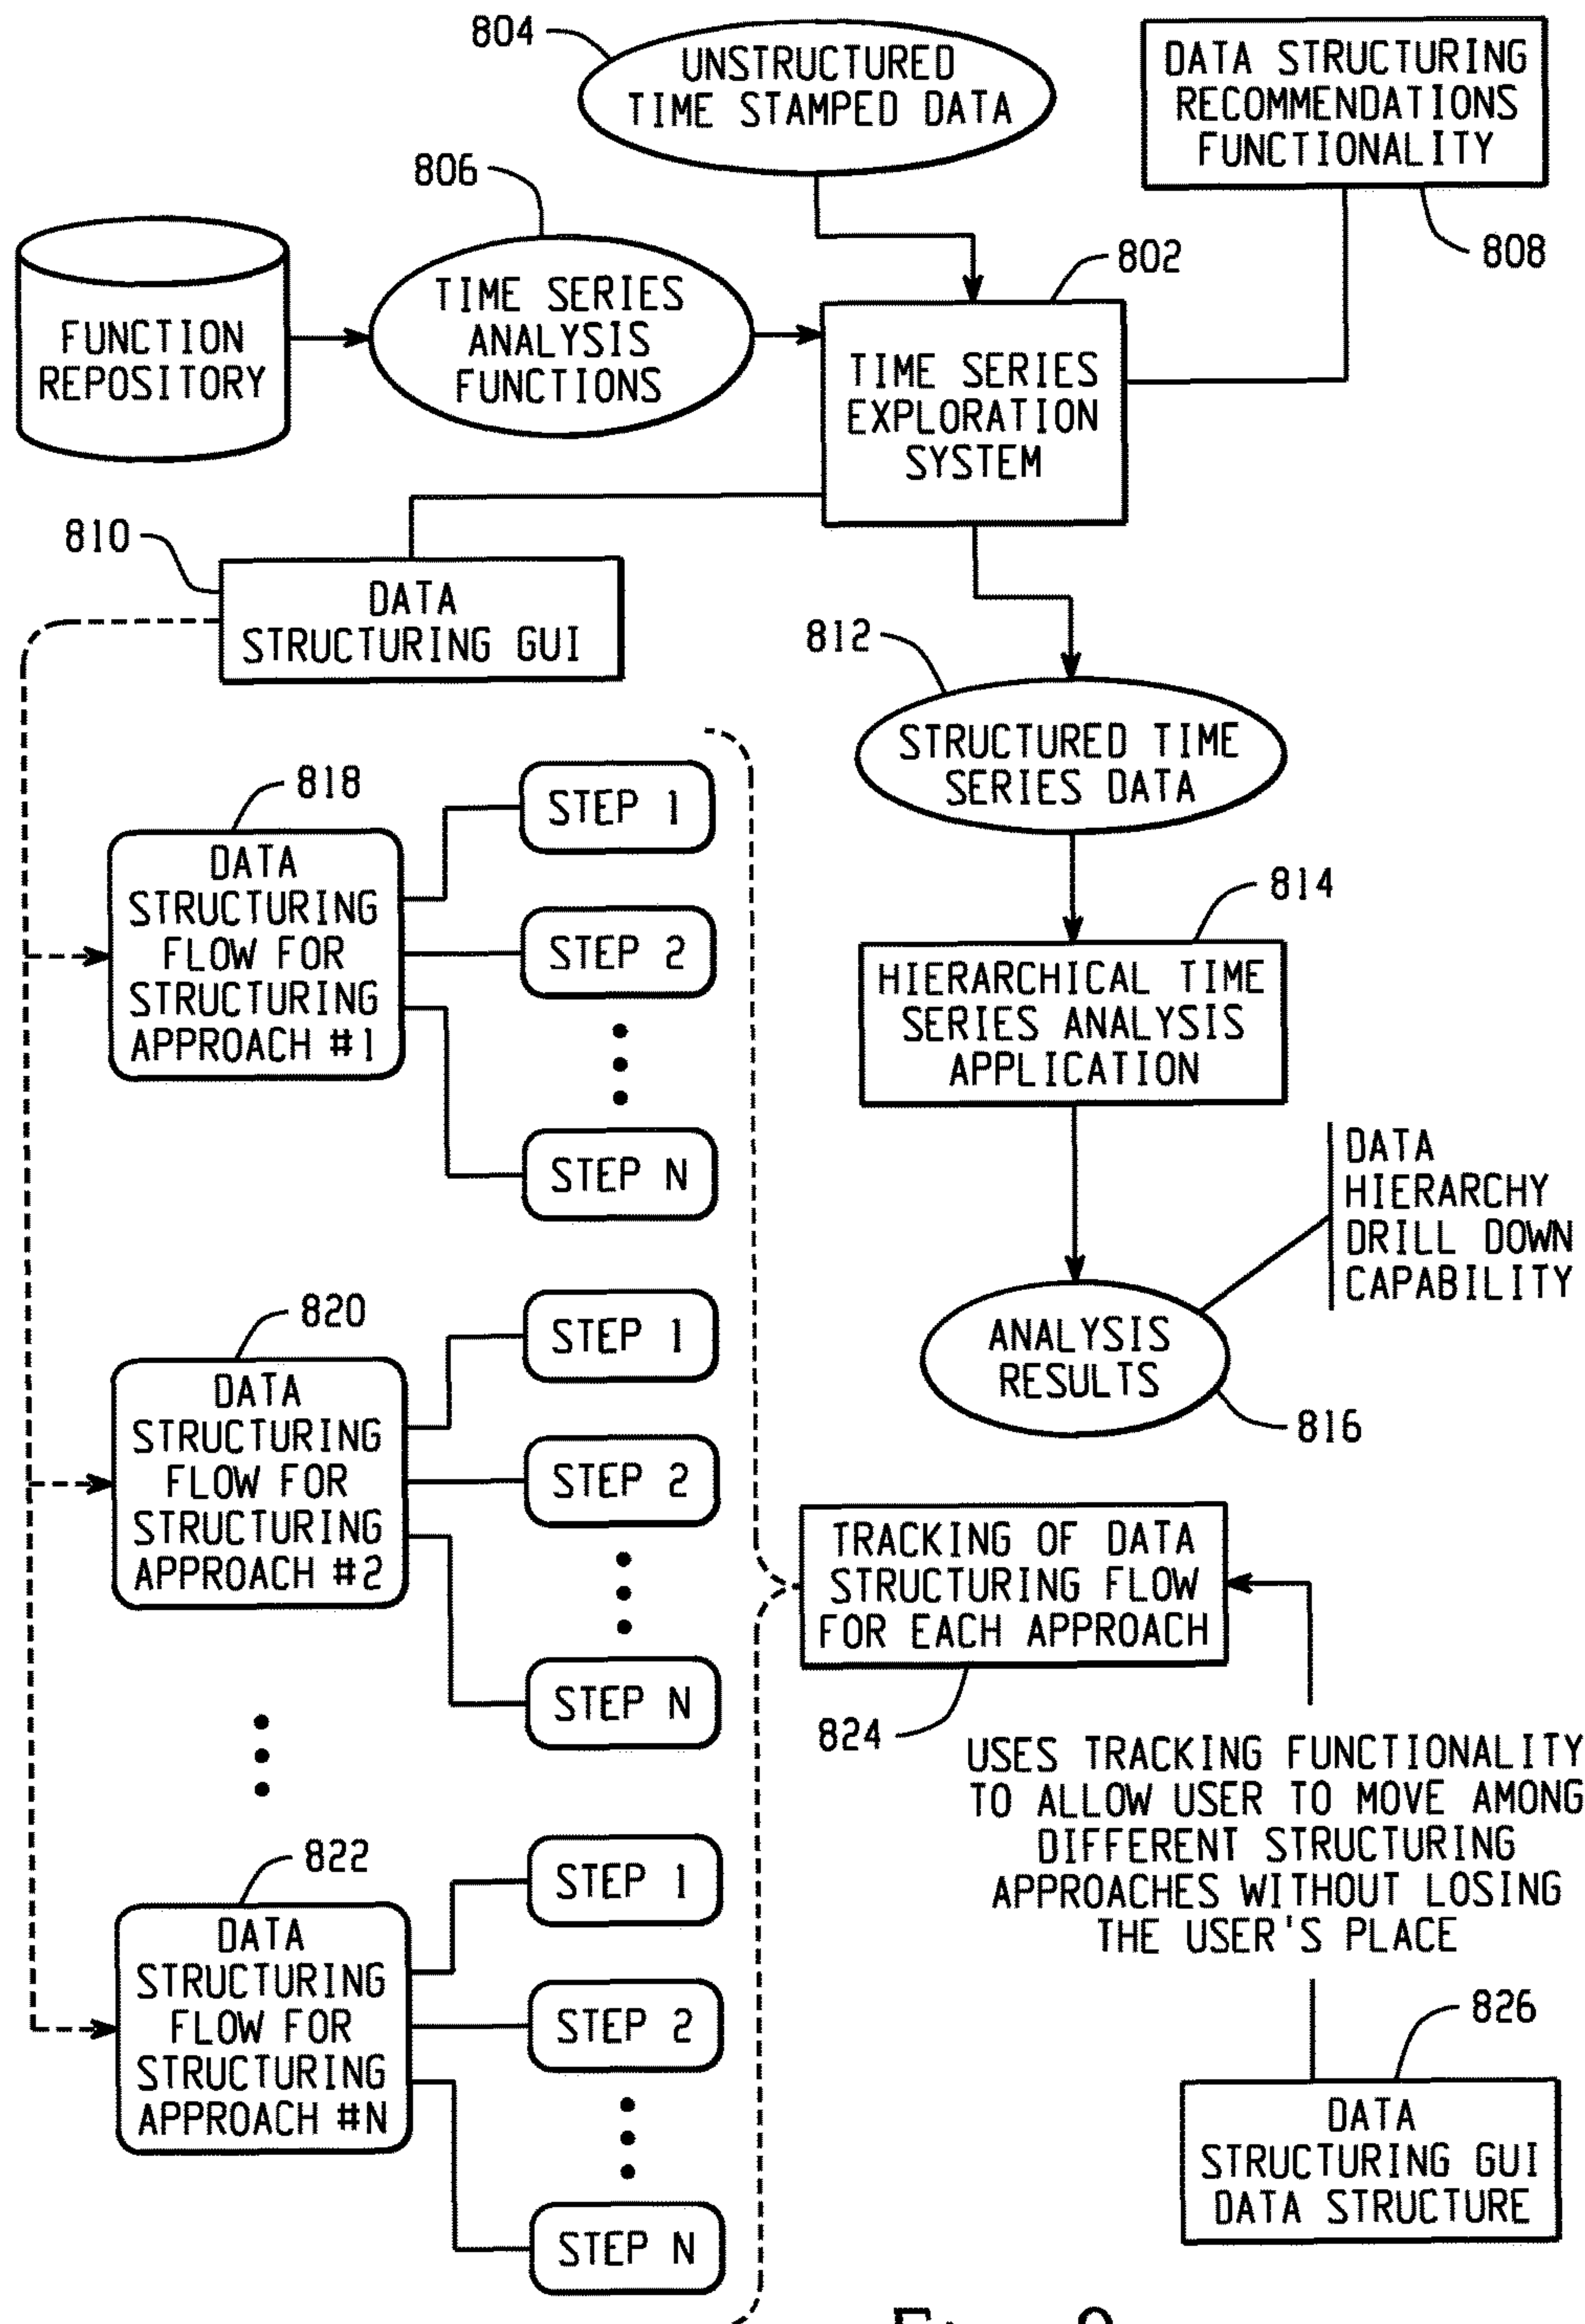 804
UNSTRUCTURED
TIME STAMPED DATA
DATA STRUCTURING
RECOMMENDATIONS
FUNCTIONALITY
808
806
FUNCTION
REPOSITORY
TIME SERIES
ANALYSIS
FUNCTIONS
802
TIME SERIES
EXPLORATION
SYSTEM
810
DATA
STRUCTURING GUI
812
STRUCTURED TIME
SERIES DATA
814
HIERARCHICAL TIME
SERIES ANALYSIS
APPLICATION
DATA
HIERARCHY
DRILL DOWN
CAPABILITY
ANALYSIS
RESULTS
816
818
DATA
STRUCTURING
FLOW FOR
STRUCTURING
APPROACH #1
STEP 1
STEP 2
STEP N
820
DATA
STRUCTURING
FLOW FOR
STRUCTURING
APPROACH #2
STEP 1
STEP 2
STEP N
822
DATA
STRUCTURING
FLOW FOR
STRUCTURING
APPROACH #N
STEP 1
STEP 2
STEP N
TRACKING OF DATA
STRUCTURING FLOW
FOR EACH APPROACH
824
USES TRACKING FUNCTIONALITY
TO ALLOW USER TO MOVE AMONG
DIFFERENT STRUCTURING
APPROACHES WITHOUT LOSING
THE USER'S PLACE
826
DATA
STRUCTURING GUI
DATA STRUCTURE